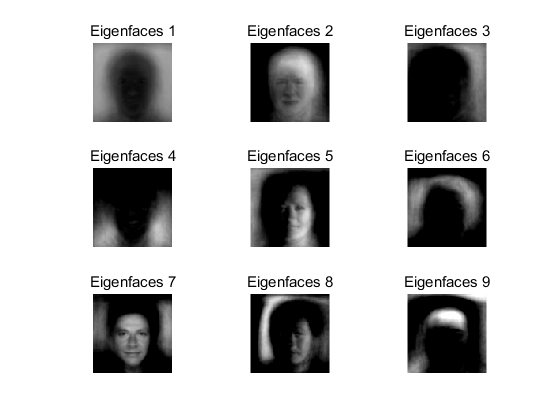 Eigenfaces 1
Eigenfaces 2
Eigenfaces 3
Eigenfaces 4
Eigenfaces 5
Eigenfaces 6
Eigenfaces 7
Eigenfaces 8
Eigenfaces 9